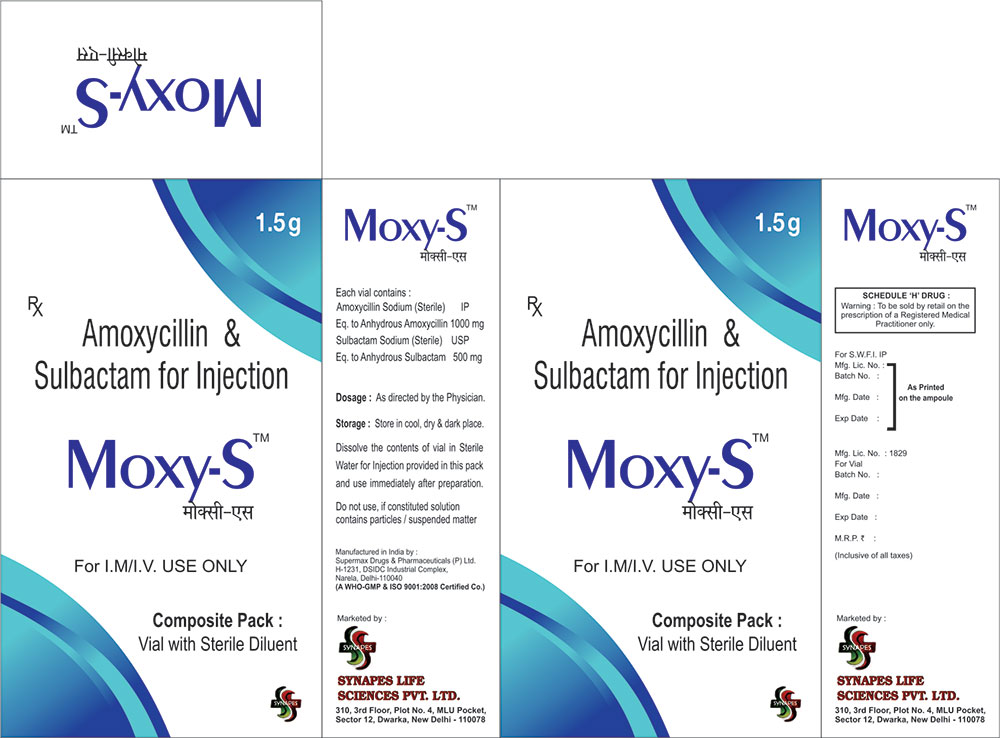 Moxy-S™
मोक्सी-एस
1.5g
Rx
Amoxycillin &
Sulbactam for Injection
Moxy-S™
मोक्सी-एस
For I.M/I.V. USE ONLY
Composite Pack :
Vial with Sterile Diluent
SYNAPES
Moxy-S™
मोक्सी-एस
Each vial contains :
Amoxycillin Sodium (Sterile) IP
Eq. to Anhydrous Amoxycillin 1000 mg
Sulbactam Sodium (Sterile) USP
Eq. to Anhydrous Sulbactam 500 mg
Dosage : As directed by the Physician.
Storage : Store in cool, dry & dark place.
Dissolve the contents of vial in Sterile
Water for Injection provided in this pack
and use immediately after preparation.
Do not use, if constituted solution
contains particles / suspended matter
Manufactured in India by :
Supermax Drugs & Pharmaceuticals (P) Ltd.
H-1231, DSIDC Industrial Complex,
Narela, Delhi-110040
(A WHO-GMP & ISO 9001:2008 Certified Co.)
Marketed by :
SYNAPES
SYNAPES LIFE
SCIENCES PVT. LTD.
310, 3rd Floor, Plot No. 4, MLU Pocket,
Sector 12, Dwarka, New Delhi - 110078
1.5g
Rx
Amoxycillin &
Sulbactam for Injection
Moxy-S™
मोक्सी-एस
For I.M/I.V. USE ONLY
Composite Pack :
Vial with Sterile Diluent
SYNAPES
Moxy-S™
मोक्सी-एस
SCHEDULE ‘H’ DRUG :
Warning : To be sold by retail on the
prescription of a Registered Medical
Practitioner only.
For S.W.F.I. IP
Mfg. Lic. No. :
Batch No. :
Mfg. Date :
Exp Date :
As Printed
on the ampoule
Mfg. Lic. No. : 1829
For Vial
Batch No. :
Mfg. Date :
Exp Date :
M.R.P. ₹ :
(Inclusive of all taxes)
Marketed by :
SYNAPES
SYNAPES LIFE
SCIENCES PVT. LTD.
310, 3rd Floor, Plot No. 4, MLU Pocket,
Sector 12, Dwarka, New Delhi - 110078